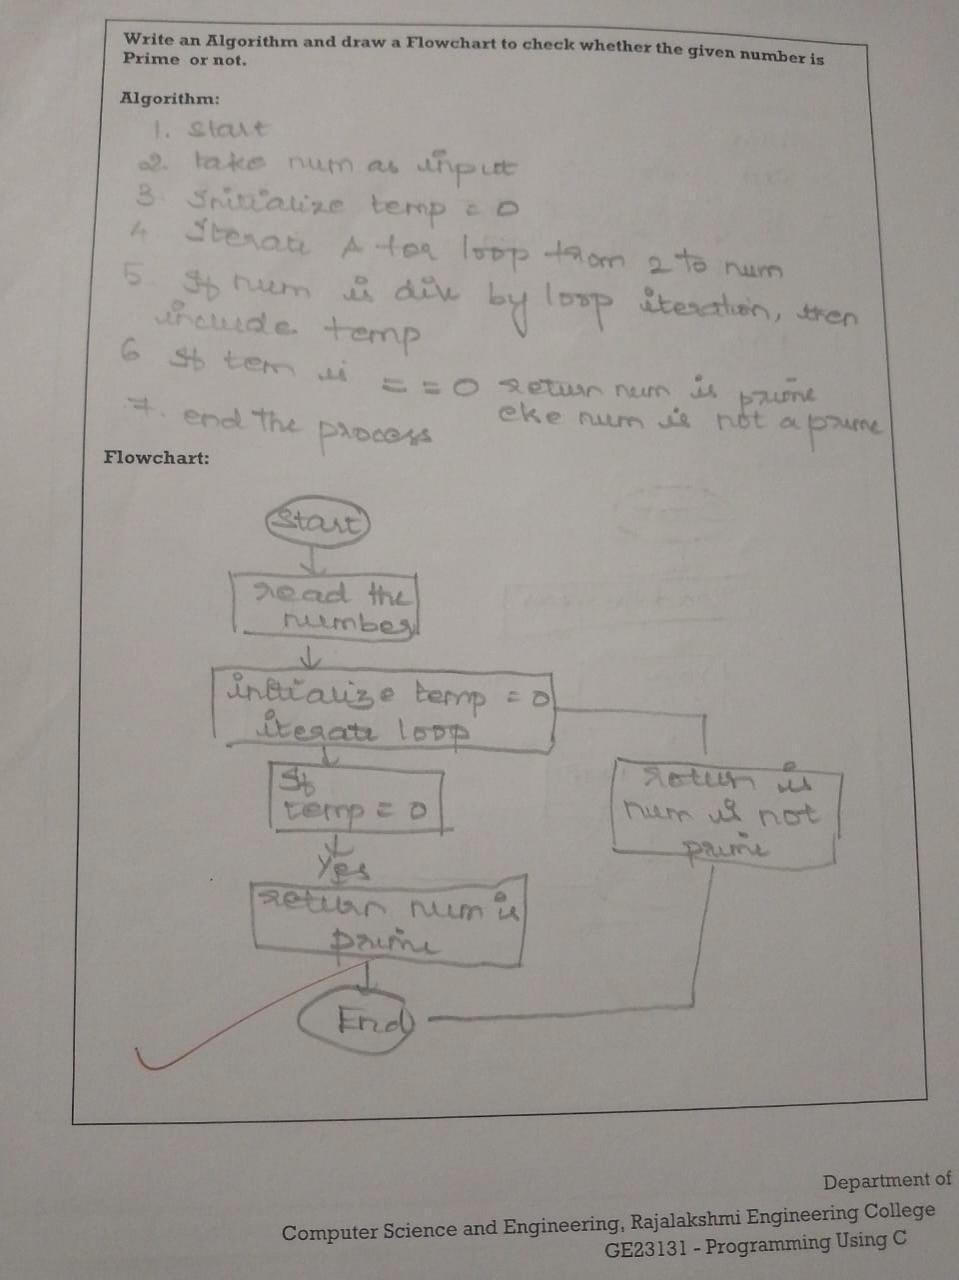 Write an Algorithm and draw a Flowchart to check whether the given number is
Prime or not.
Algorithm:
1. Start
2. take num as input
3 Initialize temp = 0
4 Iterate A for loop from 2 to num
5. If num is div by loop iteration, then
include temp
6 If tem is = = 0 return num is prime
else num is not a prime
7. end the process
Flowchart:
Start
read the
number
initialize temp = 0
iterate loop
If
temp = 0
Yes
return num is
prime
return is
num is not
prime
End
Department of
Computer Science and Engineering, Rajalakshmi Engineering College
GE23131 - Programming Using C